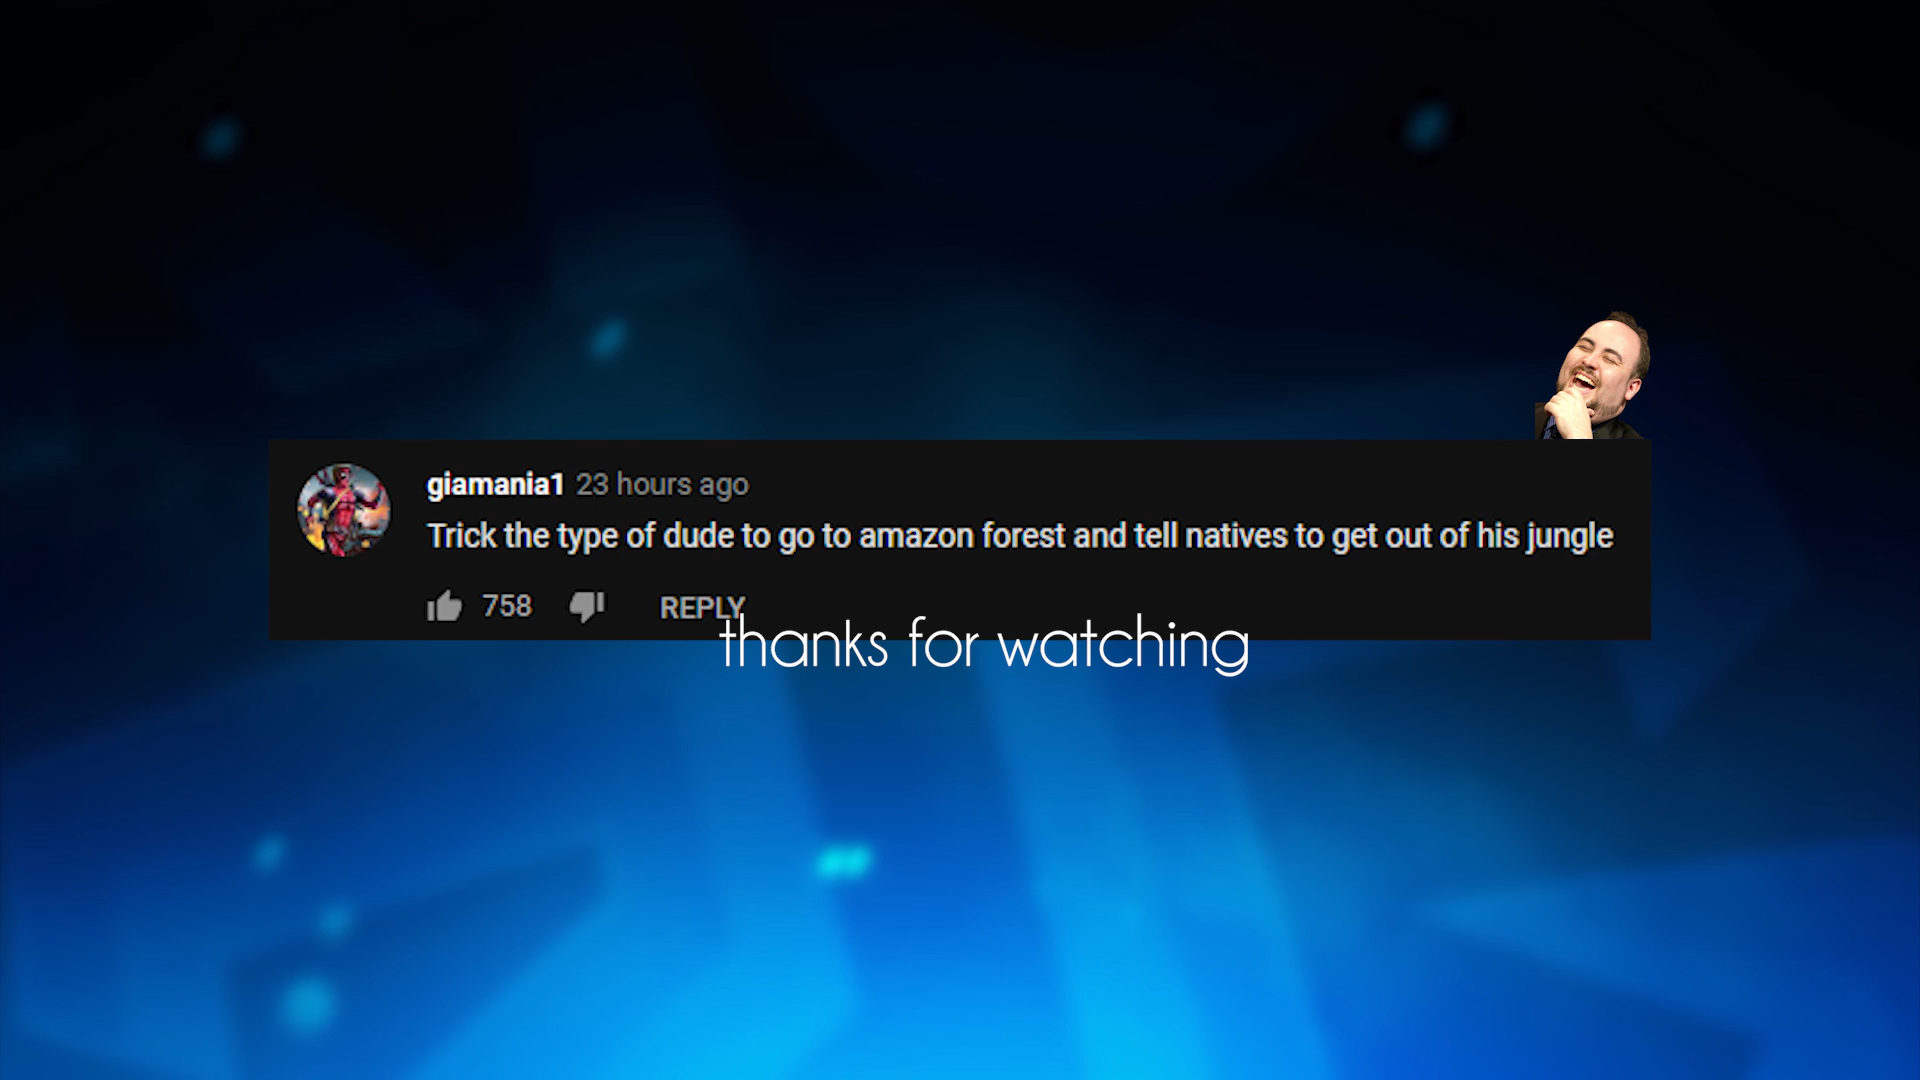 giamania1 23 hours ago
Trick the type of dude to go to amazon forest and tell natives to get out of his jungle
758 REPLY
thanks for watching